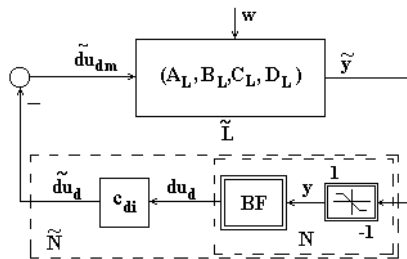 w
d̃u_dm
(A_L, B_L, C_L, D_L)
ỹ
L̃
−
1
d̃u_d
c_di
du_d
BF
y
-1
Ñ
N